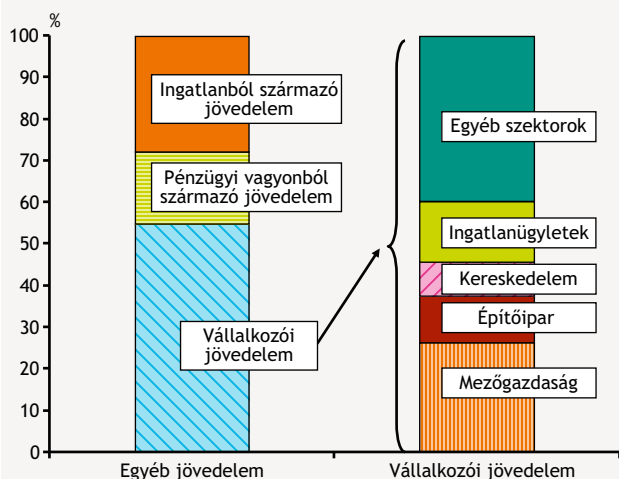 %
100
90
80
70
60
50
40
30
20
10
0
Ingatlanból származó
jövedelem
Pénzügyi vagyonból
származó jövedelem
Vállalkozói
jövedelem
Egyéb szektorok
Ingatlanügyletek
Kereskedelem
Építőipar
Mezőgazdaság
Egyéb jövedelem
Vállalkozói jövedelem